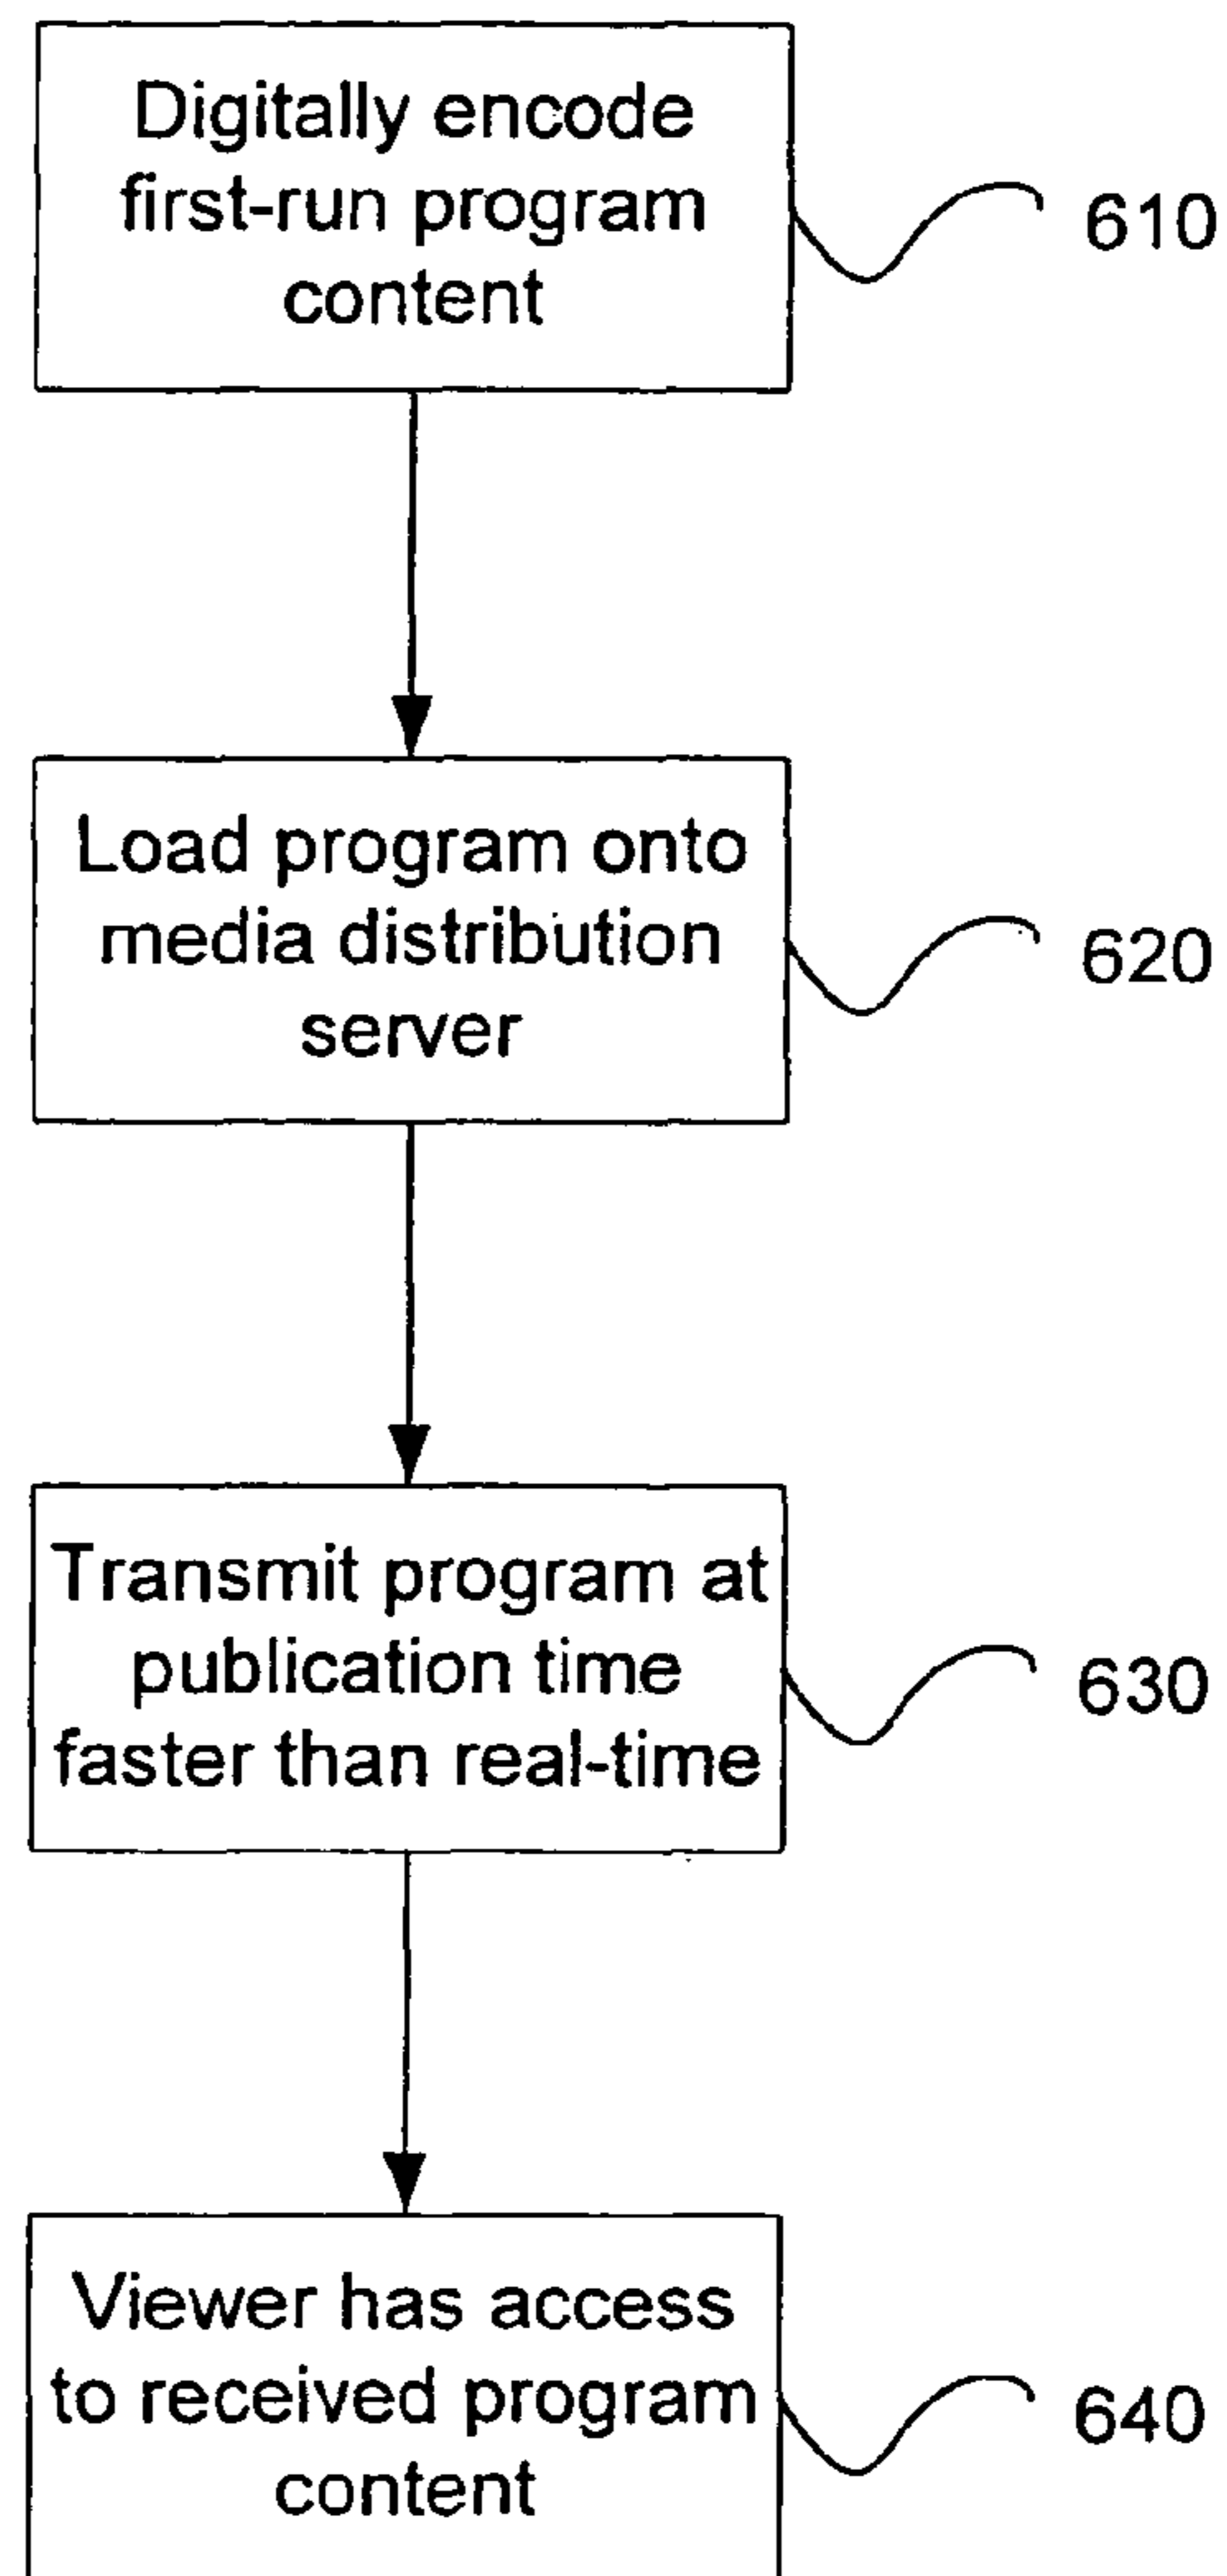 Digitally encode
first-run program
content
610
Load program onto
media distribution
server
620
Transmit program at
publication time
faster than real-time
630
Viewer has access
to received program
content
640